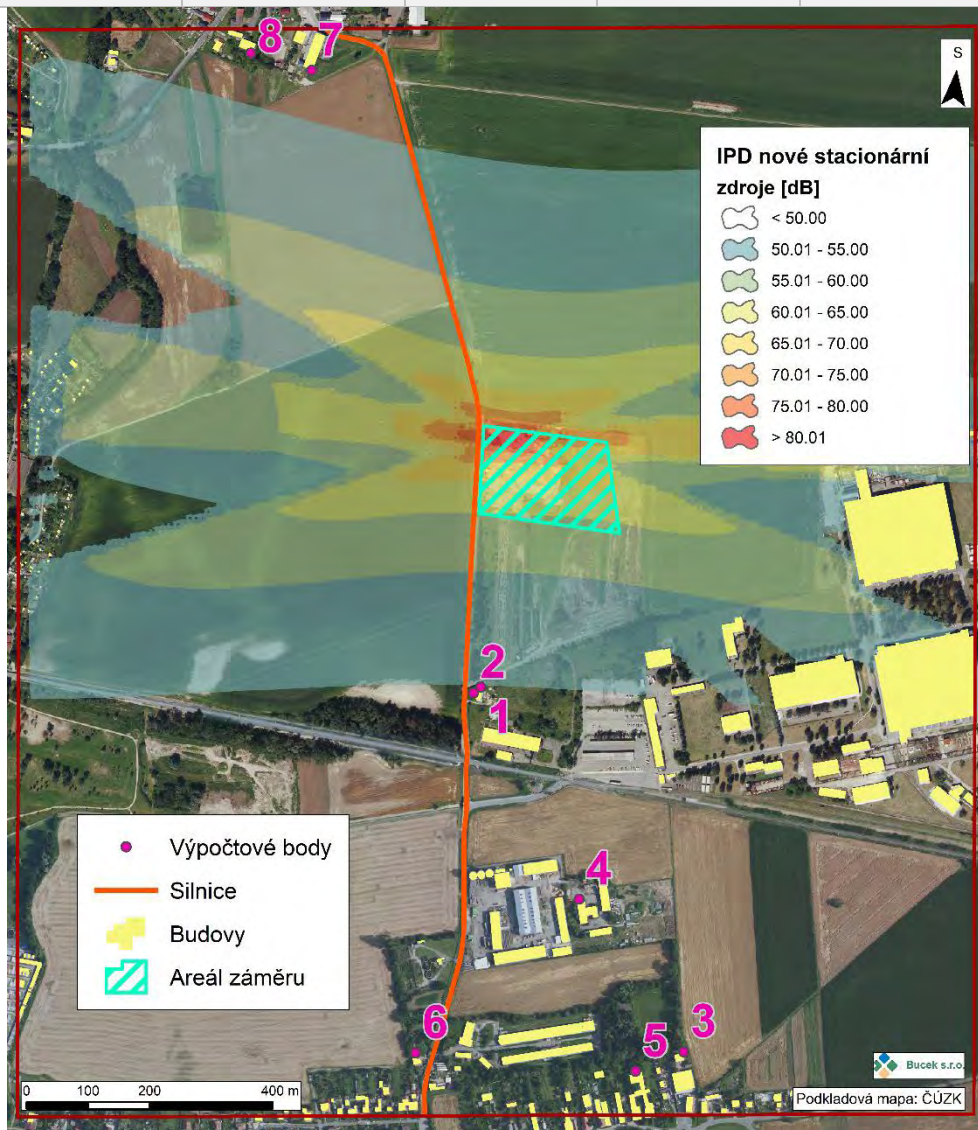 8
7
S
IPD nové stacionární
zdroje [dB]
< 50.00
50.01 - 55.00
55.01 - 60.00
60.01 - 65.00
65.01 - 70.00
70.01 - 75.00
75.01 - 80.00
> 80.01
2
1
Výpočtové body
Silnice
Budovy
Areál záměru
4
6
5
3
0 100 200 400 m
Bucek s.r.o.
Podkladová mapa: ČÚZK